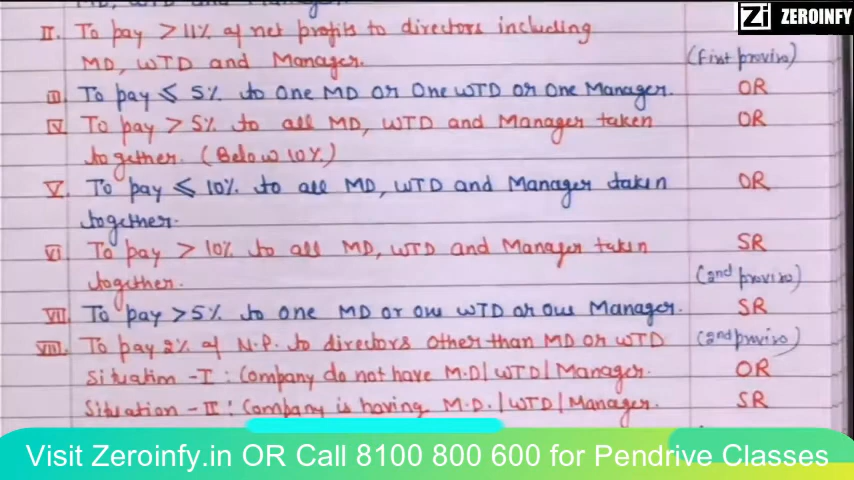 Zi ZEROINFY
II. To pay > 11% of net profits to directors including
MD, WTD and Manager. (First proviso)
III. To pay ≤ 5% to one MD or one WTD or one Manager. OR
IV To pay > 5% to all MD, WTD and Manager taken OR
together. (Below 10%)
V. To pay ≤ 10% to all MD, WTD and Manager taken OR
together.
VI To pay > 10% to all MD, WTD and Manager taken SR
together. (2nd proviso)
VII. To pay > 5% to one MD or one WTD or one Manager. SR
VIII. To pay 2% of N.P. to directors other than MD or WTD (2nd proviso)
Situation - I : Company do not have M.D/WTD/Manager. OR
Situation - II : Company is having M.D./WTD/Manager. SR
Visit Zeroinfy.in OR Call 8100 800 600 for Pendrive Classes